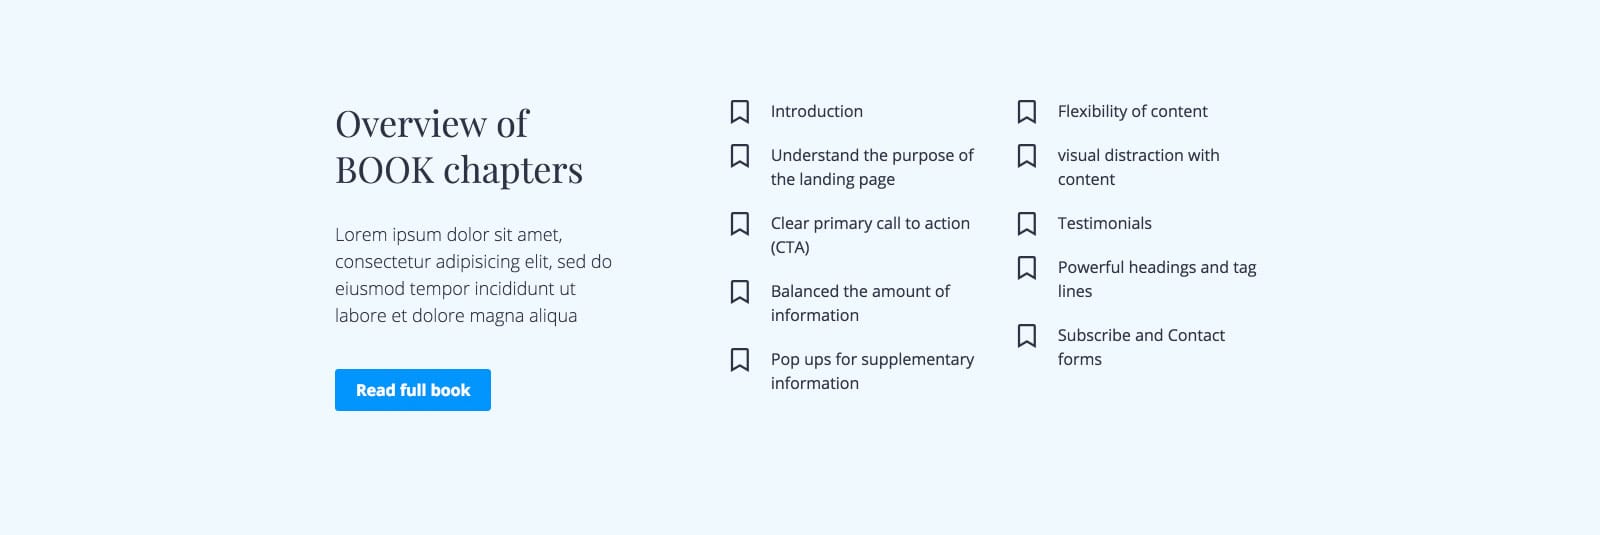 Overview of
BOOK chapters
Lorem ipsum dolor sit amet,
consectetur adipisicing elit, sed do
eiusmod tempor incididunt ut
labore et dolore magna aliqua
Read full book
Introduction
Understand the purpose of
the landing page
Clear primary call to action
(CTA)
Balanced the amount of
information
Pop ups for supplementary
information
Flexibility of content
visual distraction with
content
Testimonials
Powerful headings and tag
lines
Subscribe and Contact
forms